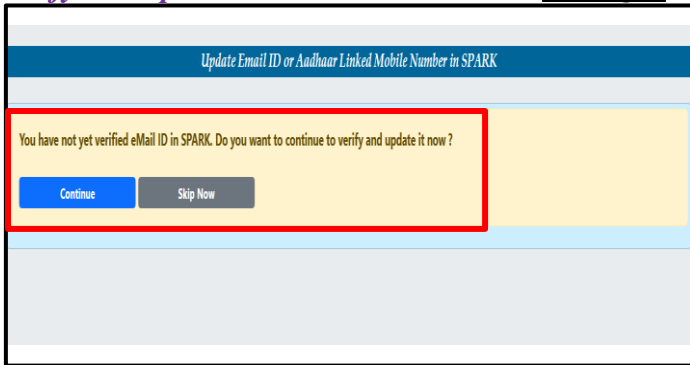 Update Email ID or Aadhaar Linked Mobile Number in SPARK
You have not yet verified eMail ID in SPARK. Do you want to continue to verify and update it now ?
Continue Skip Now